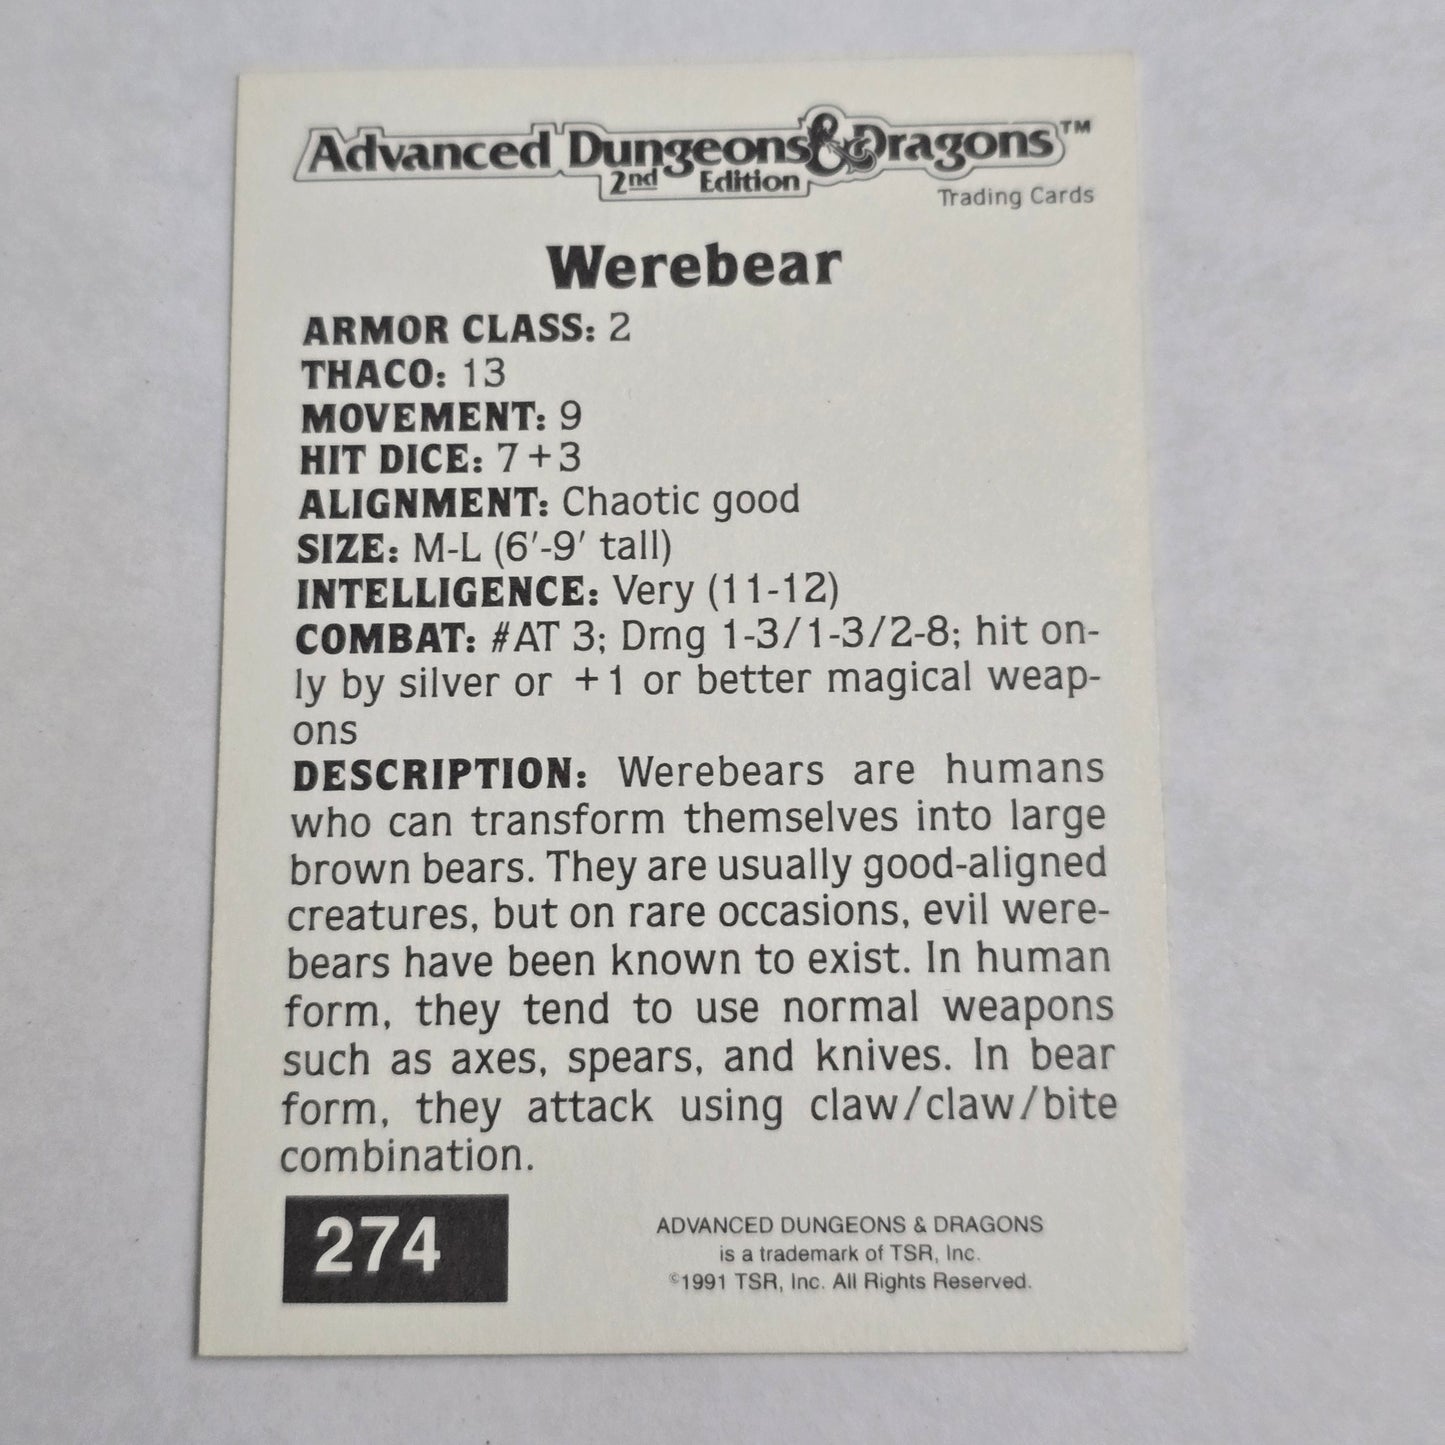 Advanced Dungeons & Dragons™
2nd Edition
Trading Cards
Werebear
ARMOR CLASS: 2
THACO: 13
MOVEMENT: 9
HIT DICE: 7+3
ALIGNMENT: Chaotic good
SIZE: M-L (6'-9' tall)
INTELLIGENCE: Very (11-12)
COMBAT: #AT 3; Dmg 1-3/1-3/2-8; hit on-
ly by silver or +1 or better magical weap-
ons
DESCRIPTION: Werebears are humans
who can transform themselves into large
brown bears. They are usually good-aligned
creatures, but on rare occasions, evil were-
bears have been known to exist. In human
form, they tend to use normal weapons
such as axes, spears, and knives. In bear
form, they attack using claw/claw/bite
combination.
274
ADVANCED DUNGEONS & DRAGONS
is a trademark of TSR, Inc.
©1991 TSR, Inc. All Rights Reserved.